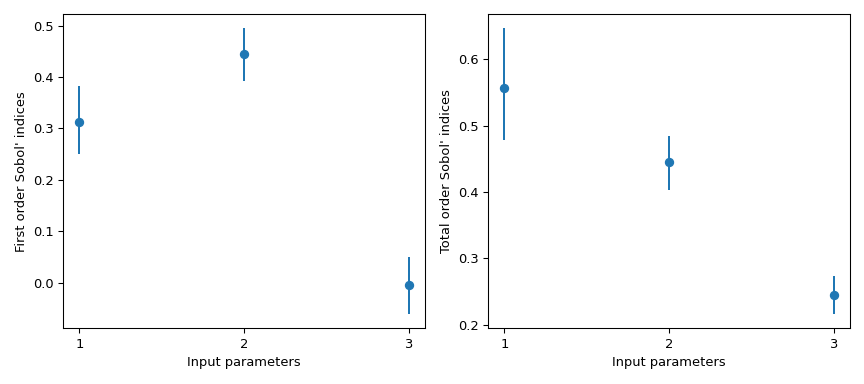 First order Sobol' indices
0.5
0.4
0.3
0.2
0.1
0.0
1 2 3
Input parameters
Total order Sobol' indices
0.6
0.5
0.4
0.3
0.2
1 2 3
Input parameters